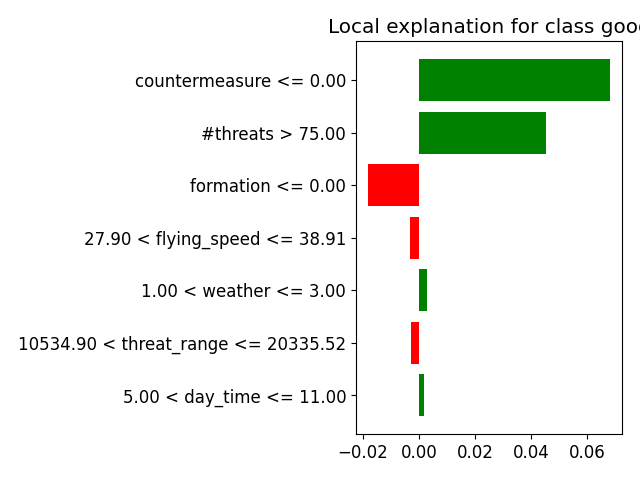 Local explanation for class goo
countermeasure <= 0.00
#threats > 75.00
formation <= 0.00
27.90 < flying_speed <= 38.91
1.00 < weather <= 3.00
10534.90 < threat_range <= 20335.52
5.00 < day_time <= 11.00
−0.02 0.00 0.02 0.04 0.06